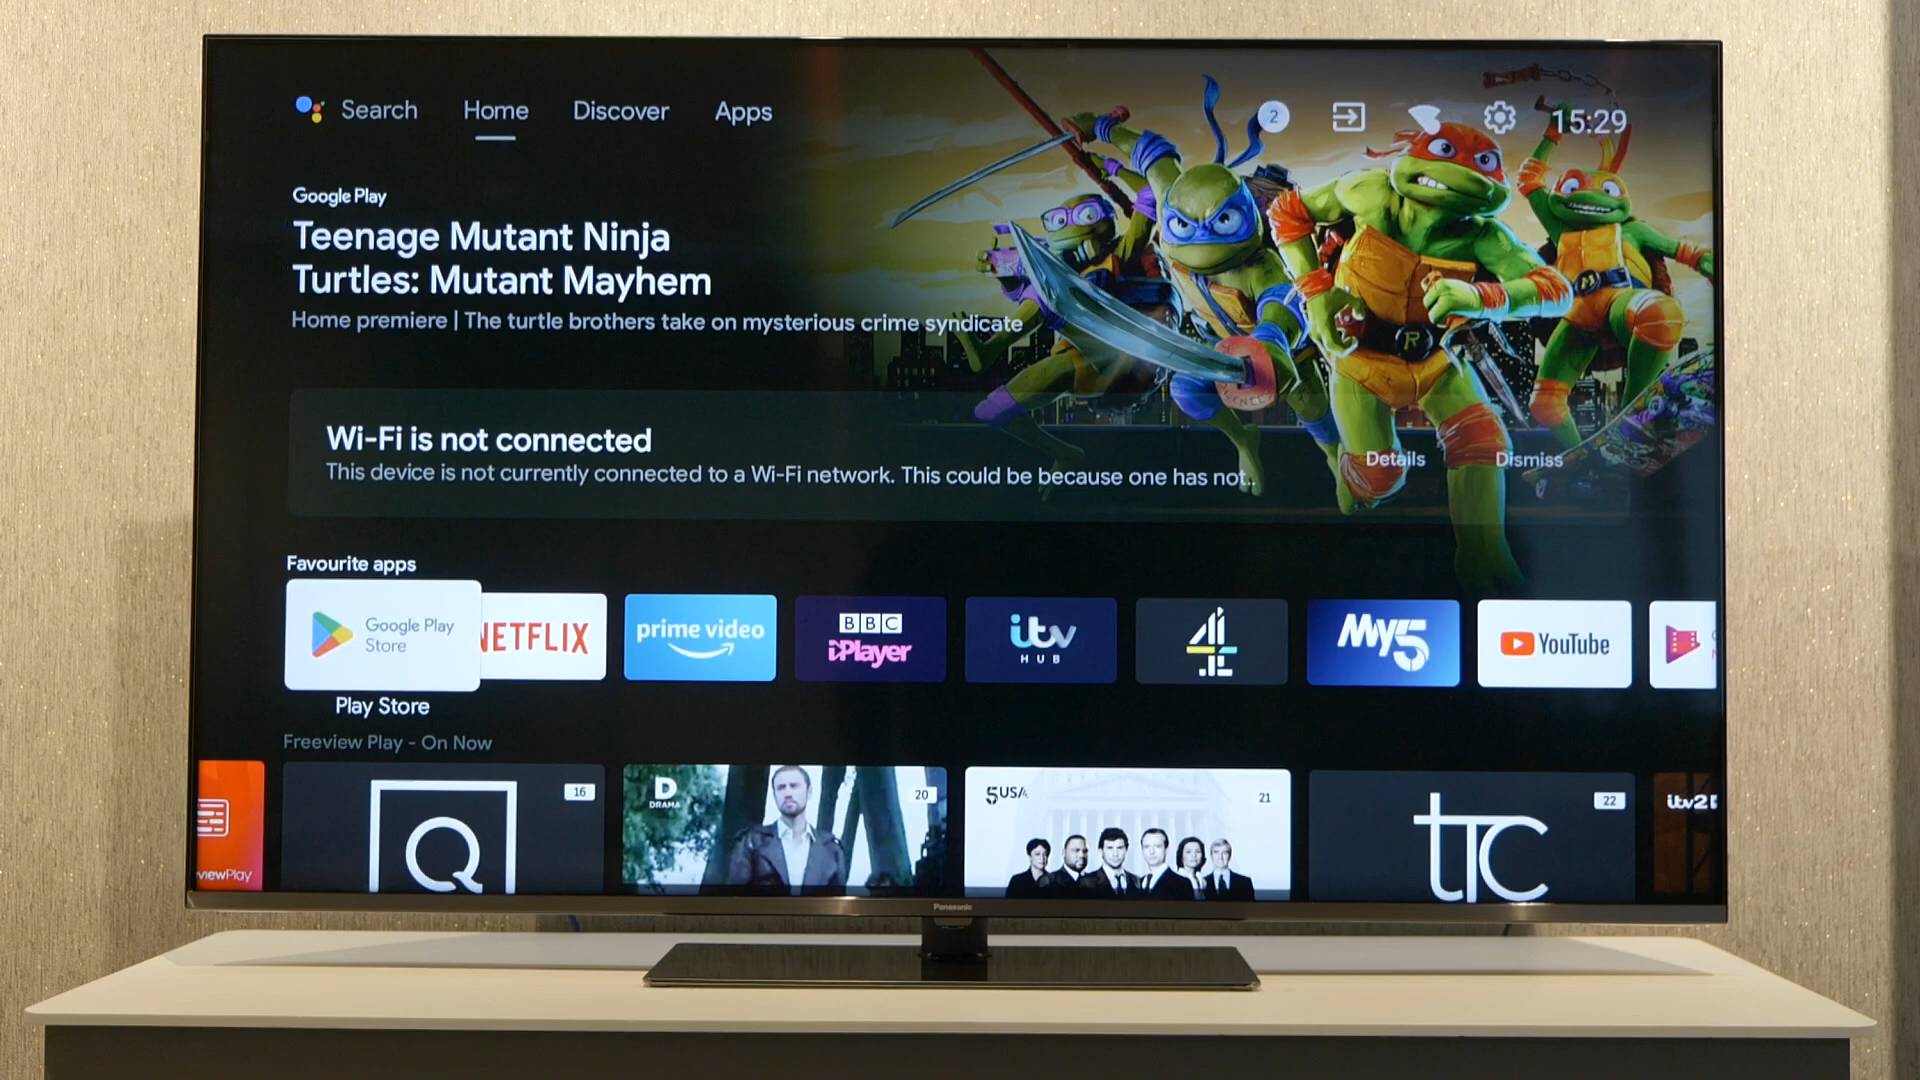 Search Home Discover Apps
2 15:29
Google Play
Teenage Mutant Ninja
Turtles: Mutant Mayhem
Home premiere | The turtle brothers take on mysterious crime syndicate
Wi-Fi is not connected
This device is not currently connected to a Wi-Fi network. This could be because one has not..
Details Dismiss
Favourite apps
Google Play
Store
NETFLIX
prime video
BBC
iPlayer
itv
HUB
4
My5
YouTube
Play Store
Freeview Play - On Now
viewPlay
Q
16
D
DRAMA
20
5USA
21
tjc
22
itv2
R
M
Panasonic